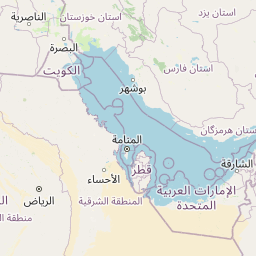 الناصرية
استان خوزستان
استان یزد
البصرة
الكويت
بوشهر
استان فارس
استان هرمزگان
المنامة
الشارقة
قطر
الأحساء
الإمارات العربية
المتحدة
الرياض
المنطقة الشرقية
منطقة ال